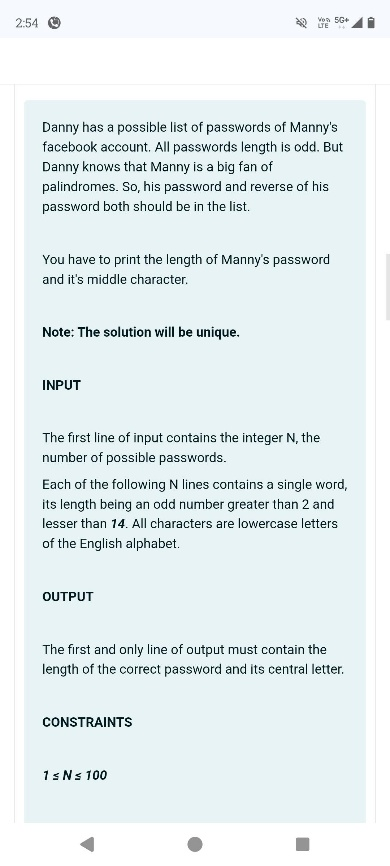 2:54
Vo))
5G+
LTE
Danny has a possible list of passwords of Manny's
facebook account. All passwords length is odd. But
Danny knows that Manny is a big fan of
palindromes. So, his password and reverse of his
password both should be in the list.
You have to print the length of Manny's password
and it's middle character.
Note: The solution will be unique.
INPUT
The first line of input contains the integer N, the
number of possible passwords.
Each of the following N lines contains a single word,
its length being an odd number greater than 2 and
lesser than 14. All characters are lowercase letters
of the English alphabet.
OUTPUT
The first and only line of output must contain the
length of the correct password and its central letter.
CONSTRAINTS
1 ≤ N ≤ 100